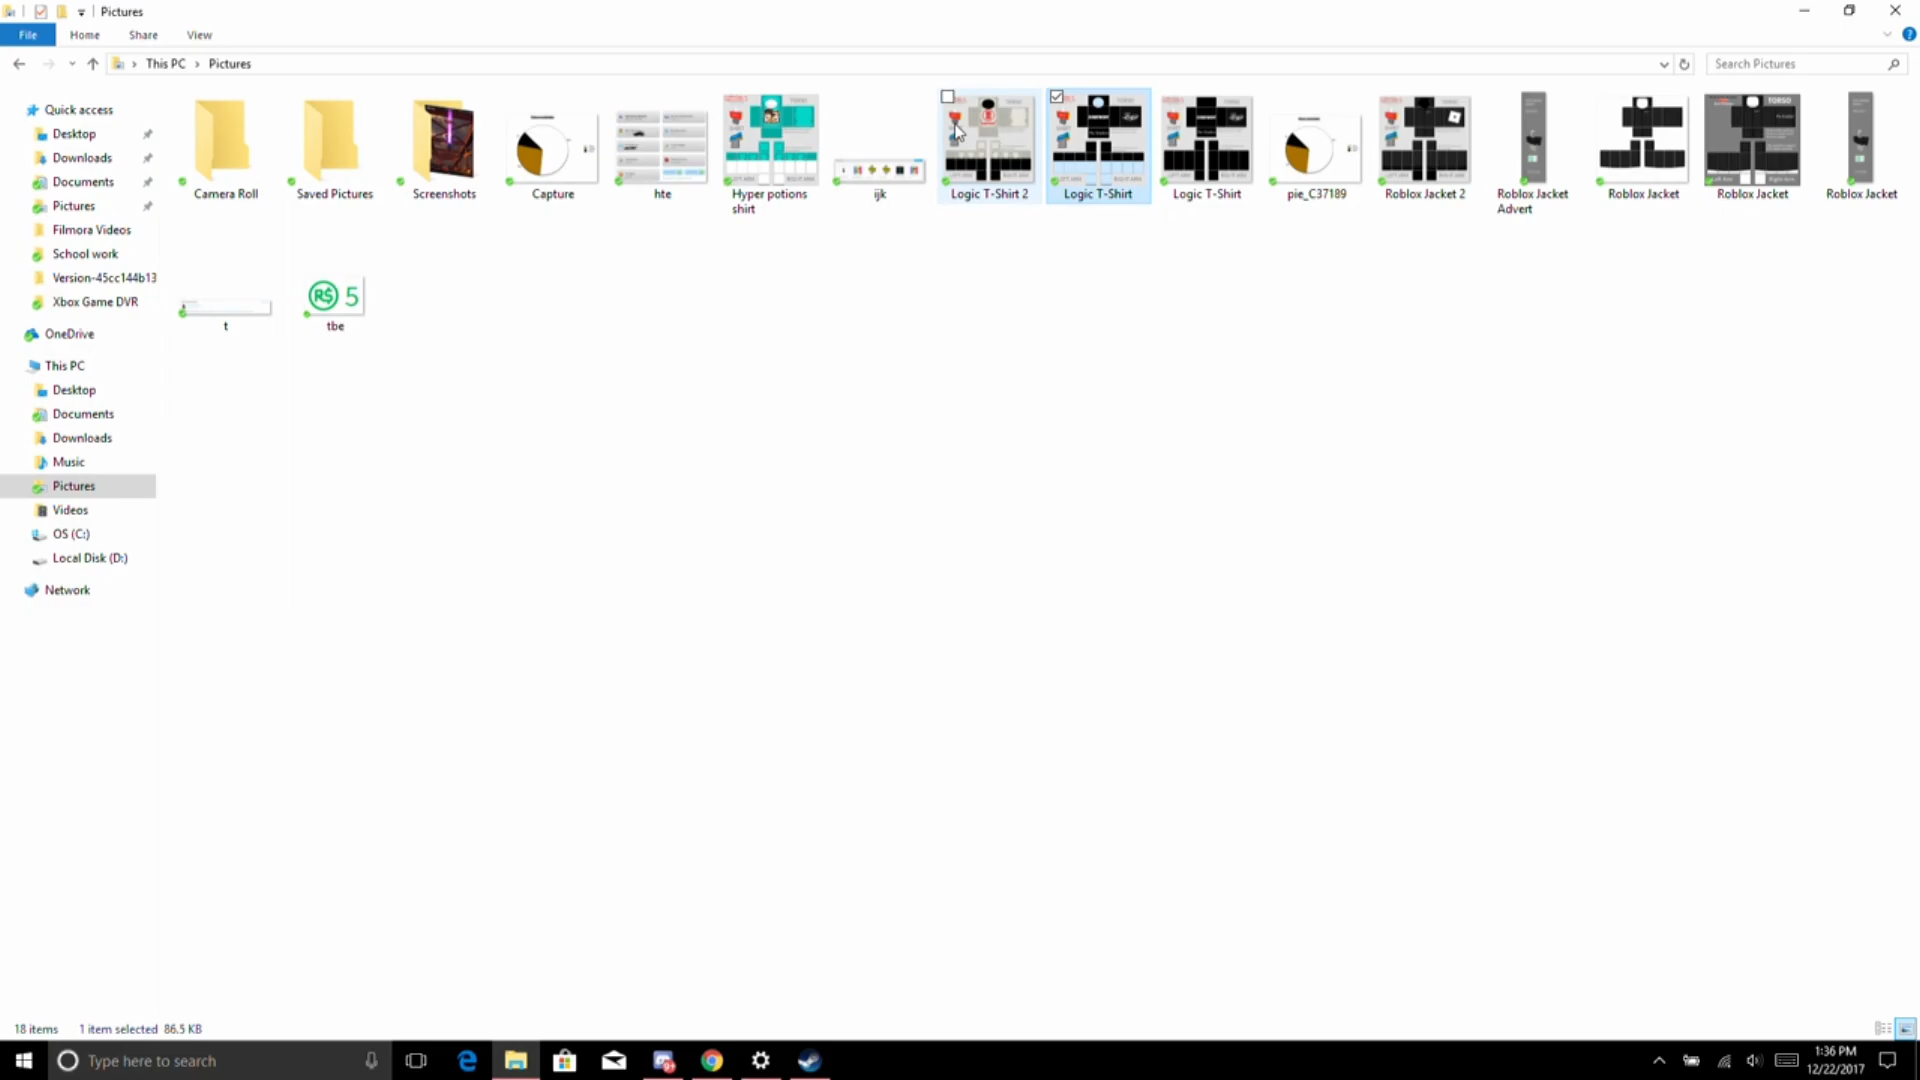 Pictures
File Home Share View
This PC Pictures
Search Pictures
Quick access
Desktop
Downloads
Documents
Pictures
Filmora Videos
School work
Version-45cc144b13
Xbox Game DVR
OneDrive
This PC
Desktop
Documents
Downloads
Music
Pictures
Videos
OS (C:)
Local Disk (D:)
Network
TORSO
Camera Roll
Saved Pictures
Screenshots
Capture
hte
Hyper potions
shirt
ijk
Logic T-Shirt 2
Logic T-Shirt
Logic T-Shirt
pie_C37189
Roblox Jacket 2
Roblox Jacket
Advert
Roblox Jacket
Roblox Jacket
Roblox Jacket
R$ 5
t
tbe
18 items 1 item selected 86.5 KB
Type here to search
1:36 PM
12/22/2017